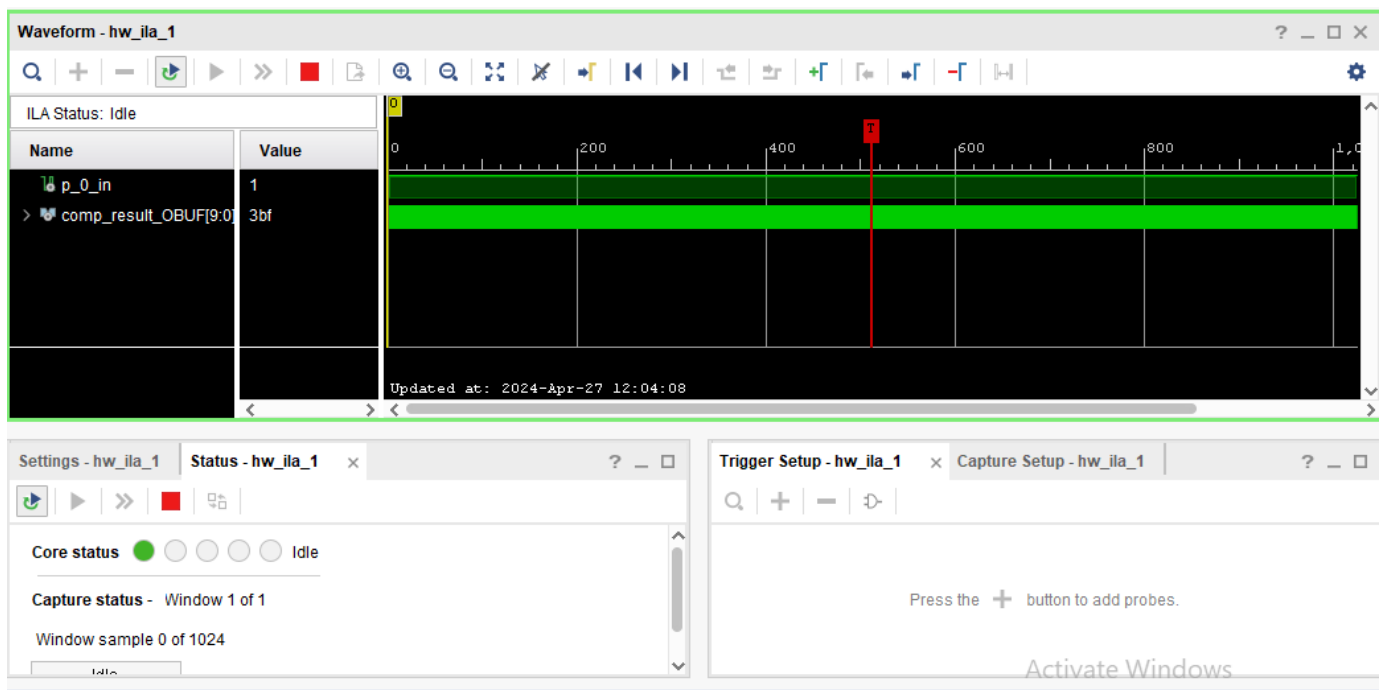 Waveform - hw_ila_1
ILA Status: Idle
Name Value
p_0_in 1
comp_result_OBUF[9:0] 3bf
0
T
0 200 400 600 800 1,0
Updated at: 2024-Apr-27 12:04:08
Settings - hw_ila_1 Status - hw_ila_1
Trigger Setup - hw_ila_1 Capture Setup - hw_ila_1
Core status Idle
Capture status - Window 1 of 1
Window sample 0 of 1024
Idle
Press the + button to add probes.
Activate Windows